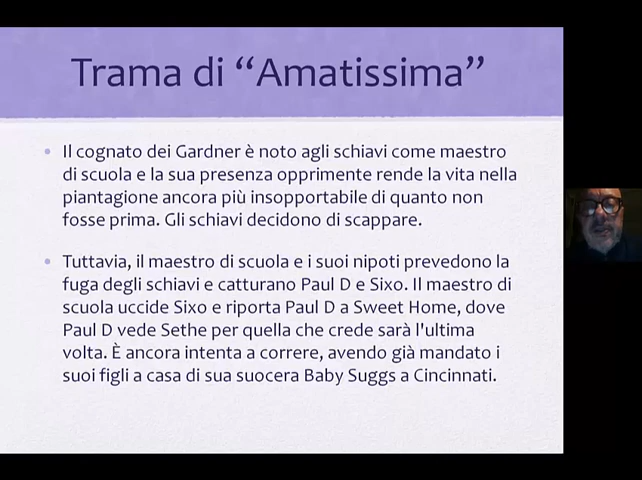 Trama di “Amatissima”
• Il cognato dei Gardner è noto agli schiavi come maestro
di scuola e la sua presenza opprimente rende la vita nella
piantagione ancora più insopportabile di quanto non
fosse prima. Gli schiavi decidono di scappare.
• Tuttavia, il maestro di scuola e i suoi nipoti prevedono la
fuga degli schiavi e catturano Paul D e Sixo. Il maestro di
scuola uccide Sixo e riporta Paul D a Sweet Home, dove
Paul D vede Sethe per quella che crede sarà l'ultima
volta. È ancora intenta a correre, avendo già mandato i
suoi figli a casa di sua suocera Baby Suggs a Cincinnati.